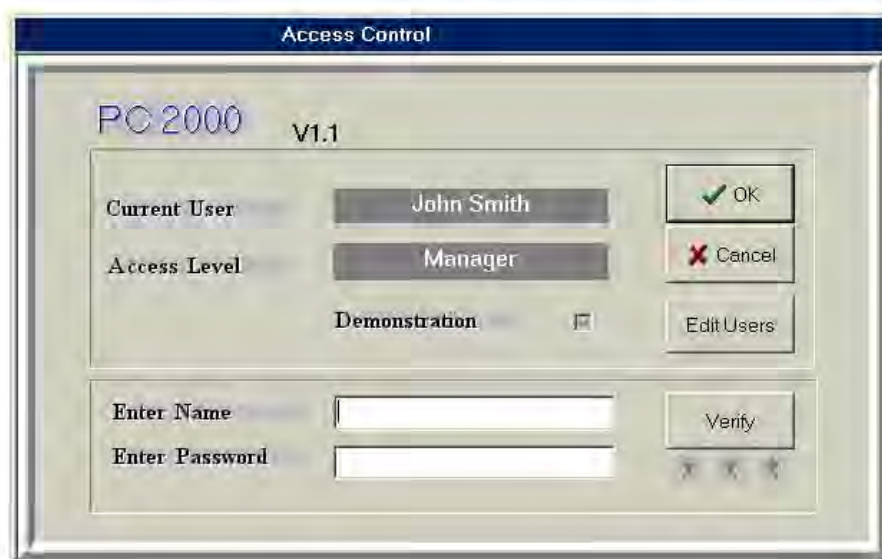 Access Control
PC 2000 V1.1
Current User John Smith OK
Access Level Manager Cancel
Demonstration Edit Users
Enter Name Verify
Enter Password